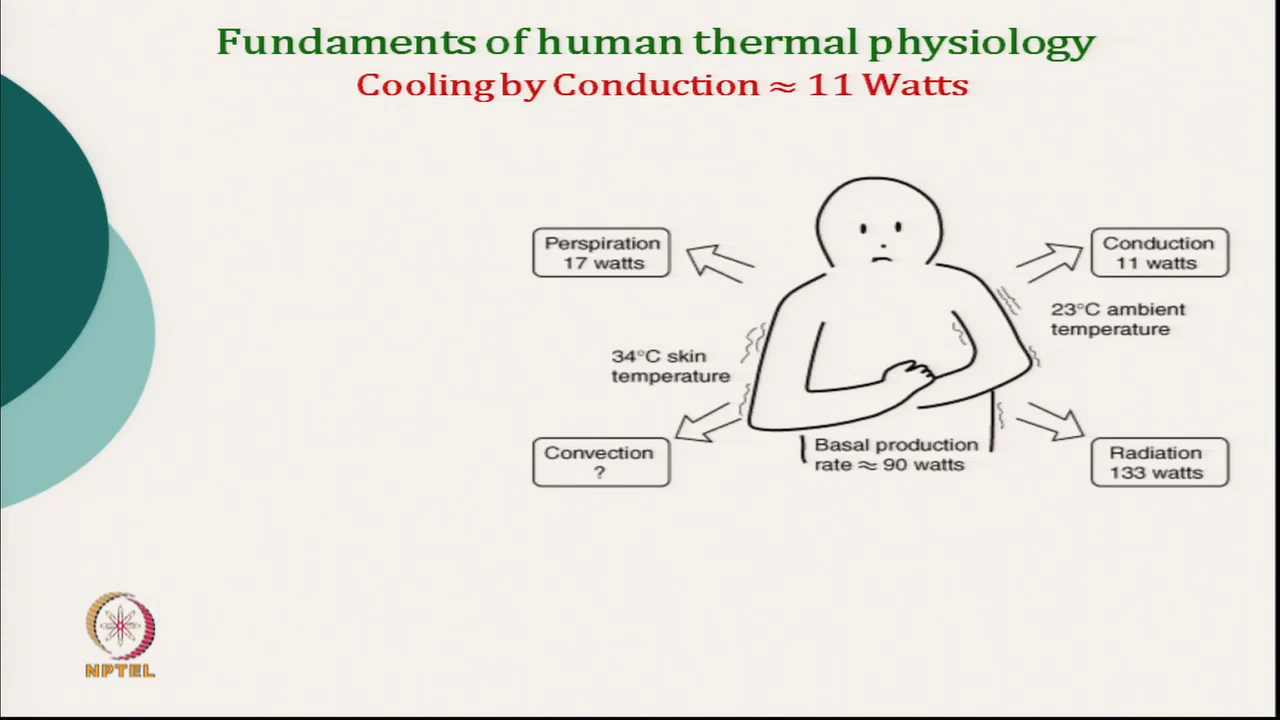 Fundaments of human thermal physiology
Cooling by Conduction ≈ 11 Watts
Perspiration
17 watts
Conduction
11 watts
23°C ambient
temperature
34°C skin
temperature
Convection
?
Basal production
rate ≈ 90 watts
Radiation
133 watts
NPTEL